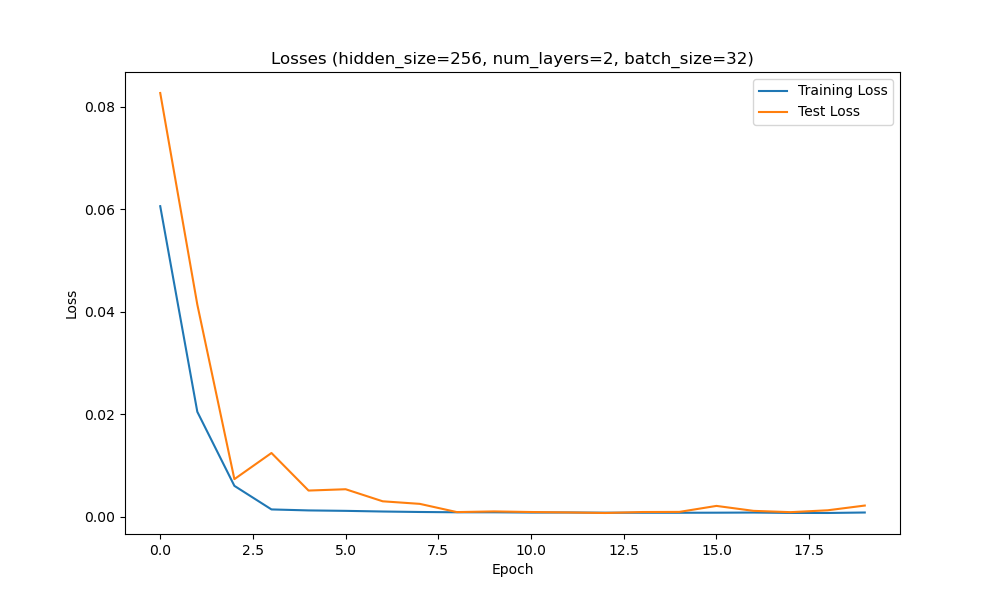 Losses (hidden_size=256, num_layers=2, batch_size=32)
Training Loss
Test Loss
0.08
0.06
0.04
0.02
0.00
Loss
0.0 2.5 5.0 7.5 10.0 12.5 15.0 17.5
Epoch